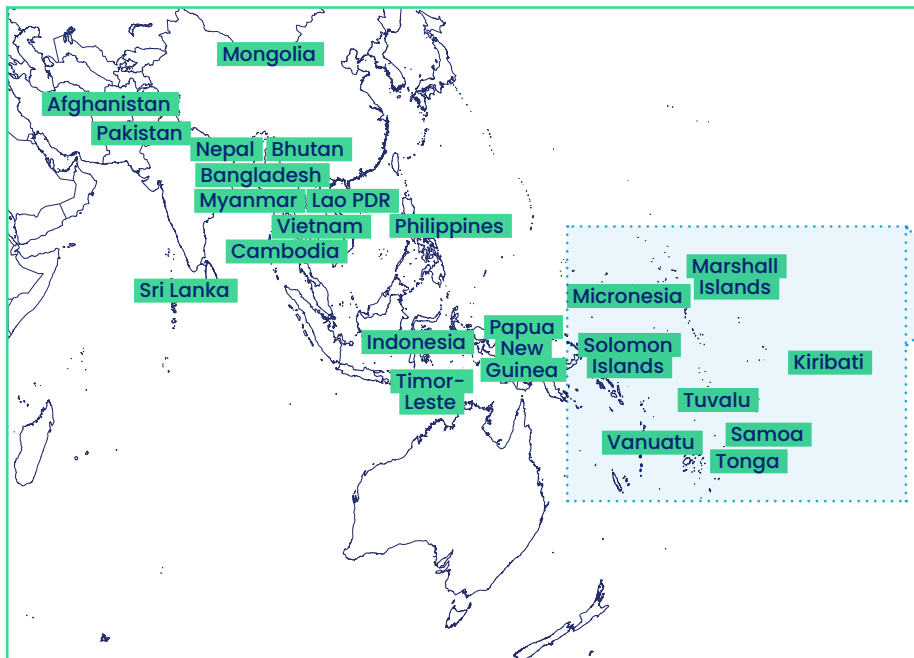 Mongolia
Afghanistan
Pakistan
Nepal
Bhutan
Bangladesh
Myanmar
Lao PDR
Vietnam
Philippines
Cambodia
Sri Lanka
Marshall
Islands
Micronesia
Papua
New
Guinea
Indonesia
Solomon
Islands
Kiribati
Timor-
Leste
Tuvalu
Vanuatu
Samoa
Tonga